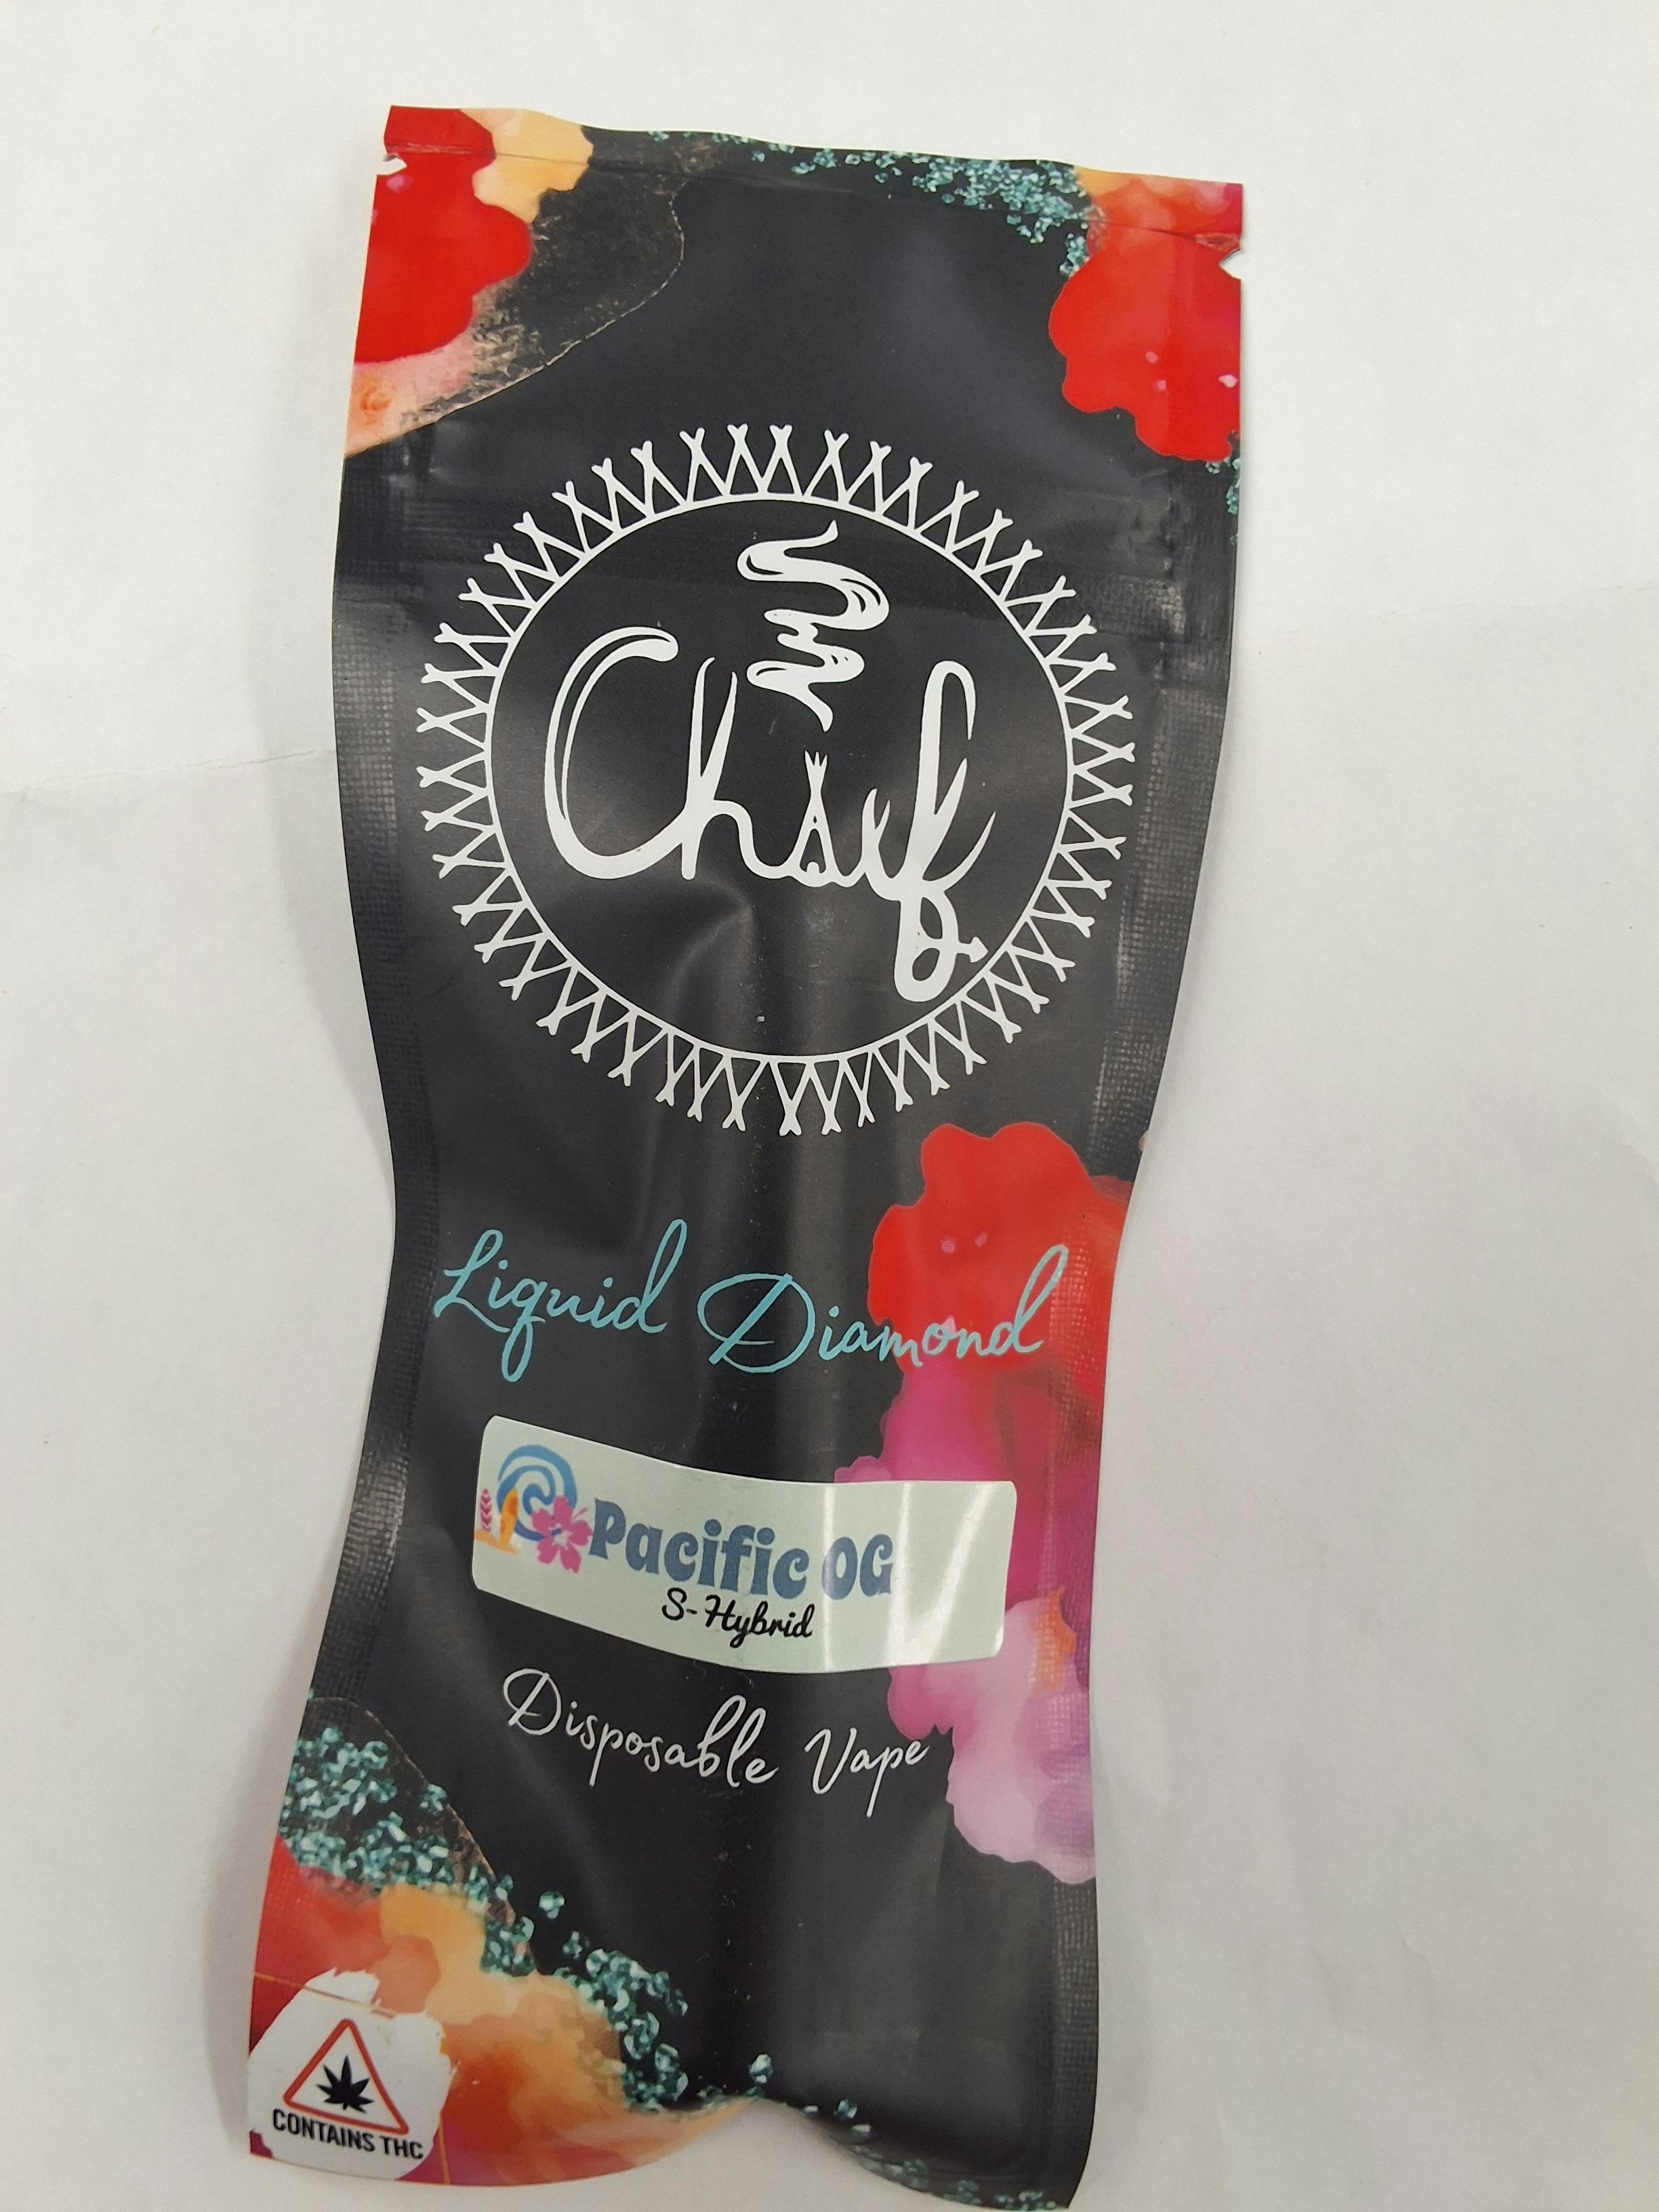 Chief
Liquid Diamond
Pacific OG
S-Hybrid
Disposable Vape
CONTAINS THC